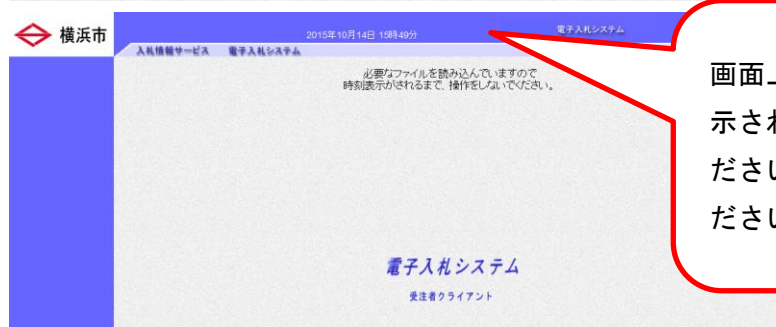 横浜市
2015年10月14日 15時49分
電子入札システム
入札情報サービス 電子入札システム
必要なファイルを読み込んでいますので
時刻表示がされるまで、操作をしないでください。
電子入札システム
受注者クライアント
画面
示さ
ださい
ださい